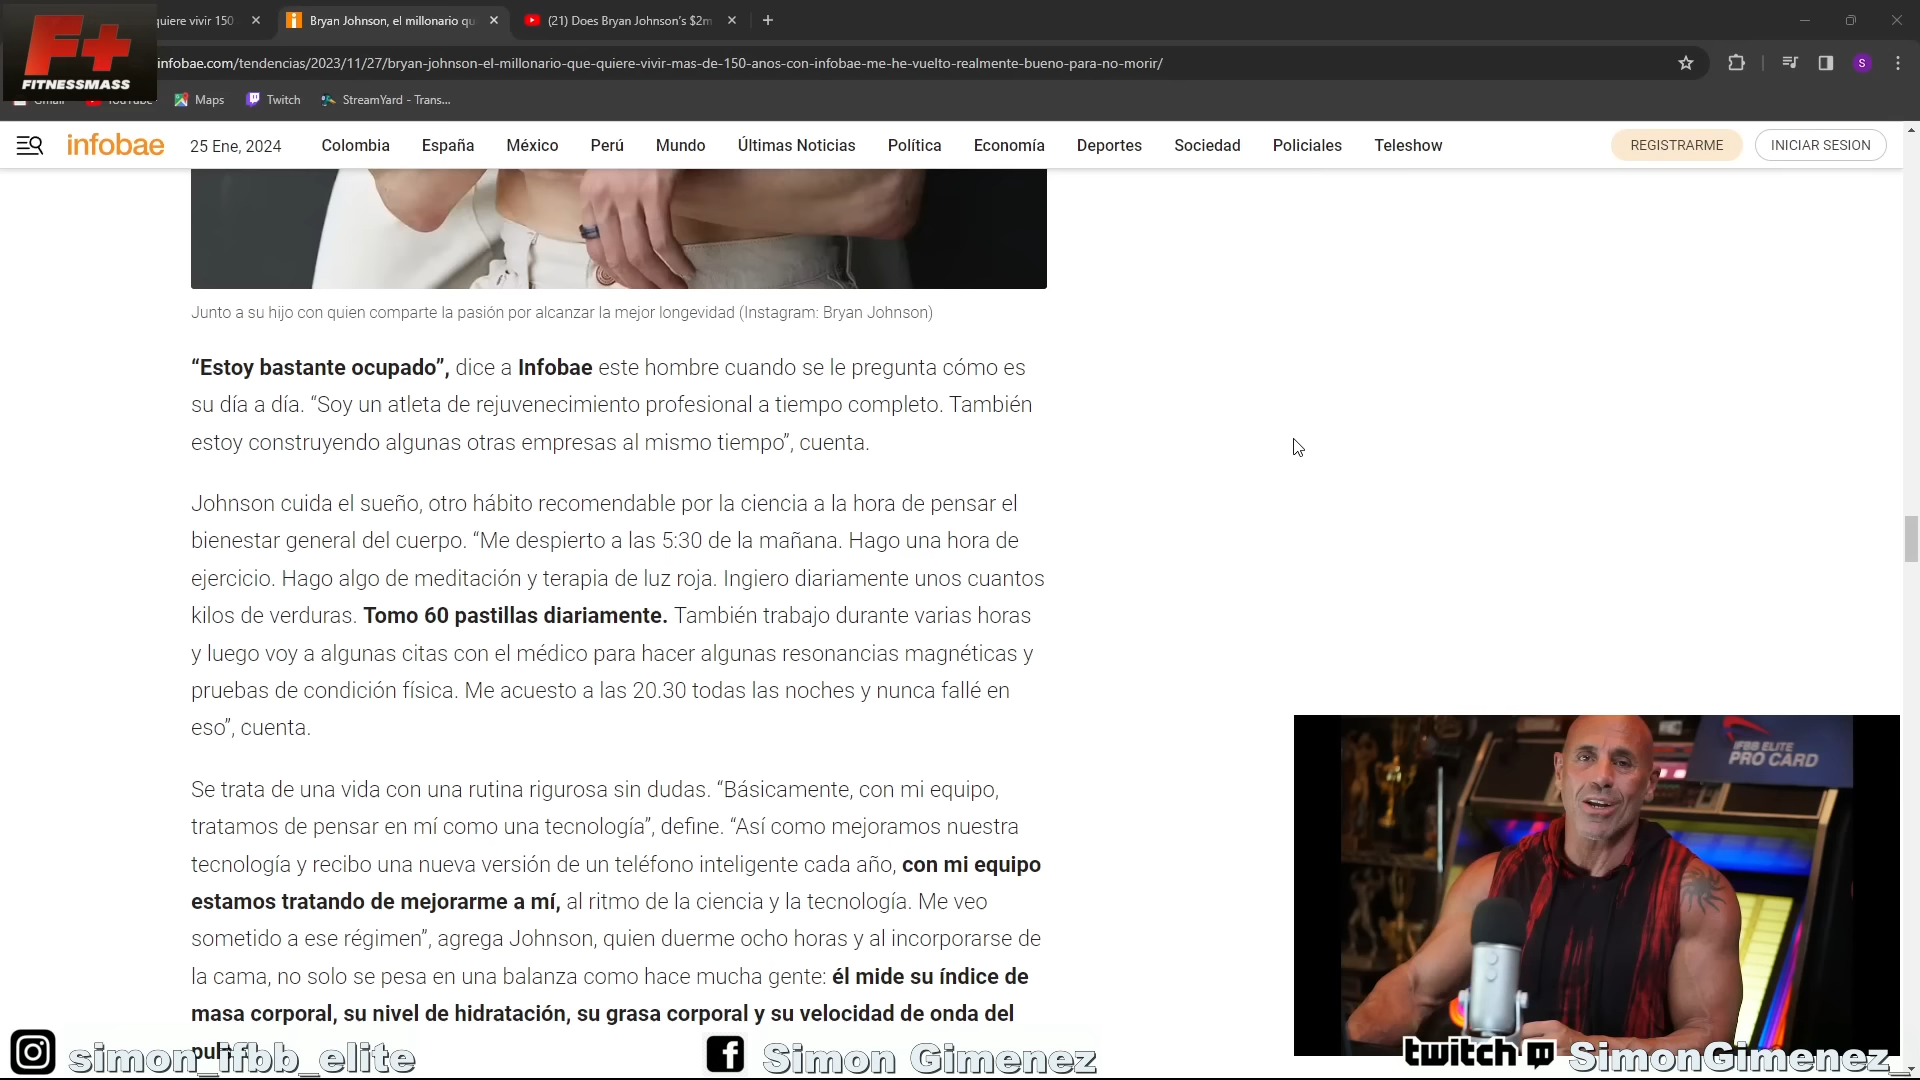 quiere vivir 150
Bryan Johnson, el millonario qu
(21) Does Bryan Johnson's $2m
F+
FITNESSMASS
infobae.com/tendencias/2023/11/27/bryan-johnson-el-millonario-que-quiere-vivir-mas-de-150-anos-con-infobae-me-he-vuelto-realmente-bueno-para-no-morir/
S
Gmail
YouTube
Maps
Twitch
StreamYard - Trans...
infobae
25 Ene, 2024
Colombia
España
México
Perú
Mundo
Últimas Noticias
Política
Economía
Deportes
Sociedad
Policiales
Teleshow
REGISTRARME
INICIAR SESION
Junto a su hijo con quien comparte la pasión por alcanzar la mejor longevidad (Instagram: Bryan Johnson)
“Estoy bastante ocupado”, dice a Infobae este hombre cuando se le pregunta cómo es
su día a día. “Soy un atleta de rejuvenecimiento profesional a tiempo completo. También
estoy construyendo algunas otras empresas al mismo tiempo”, cuenta.
Johnson cuida el sueño, otro hábito recomendable por la ciencia a la hora de pensar el
bienestar general del cuerpo. “Me despierto a las 5:30 de la mañana. Hago una hora de
ejercicio. Hago algo de meditación y terapia de luz roja. Ingiero diariamente unos cuantos
kilos de verduras. Tomo 60 pastillas diariamente. También trabajo durante varias horas
y luego voy a algunas citas con el médico para hacer algunas resonancias magnéticas y
pruebas de condición física. Me acuesto a las 20.30 todas las noches y nunca fallé en
eso”, cuenta.
Se trata de una vida con una rutina rigurosa sin dudas. “Básicamente, con mi equipo,
tratamos de pensar en mí como una tecnología”, define. “Así como mejoramos nuestra
tecnología y recibo una nueva versión de un teléfono inteligente cada año, con mi equipo
estamos tratando de mejorarme a mí, al ritmo de la ciencia y la tecnología. Me veo
sometido a ese régimen”, agrega Johnson, quien duerme ocho horas y al incorporarse de
la cama, no solo se pesa en una balanza como hace mucha gente: él mide su índice de
masa corporal, su nivel de hidratación, su grasa corporal y su velocidad de onda del
IFBB ELITE
PRO CARD
simon_ifbb_elite
Simon Gimenez
twitch
SimonGimenez_